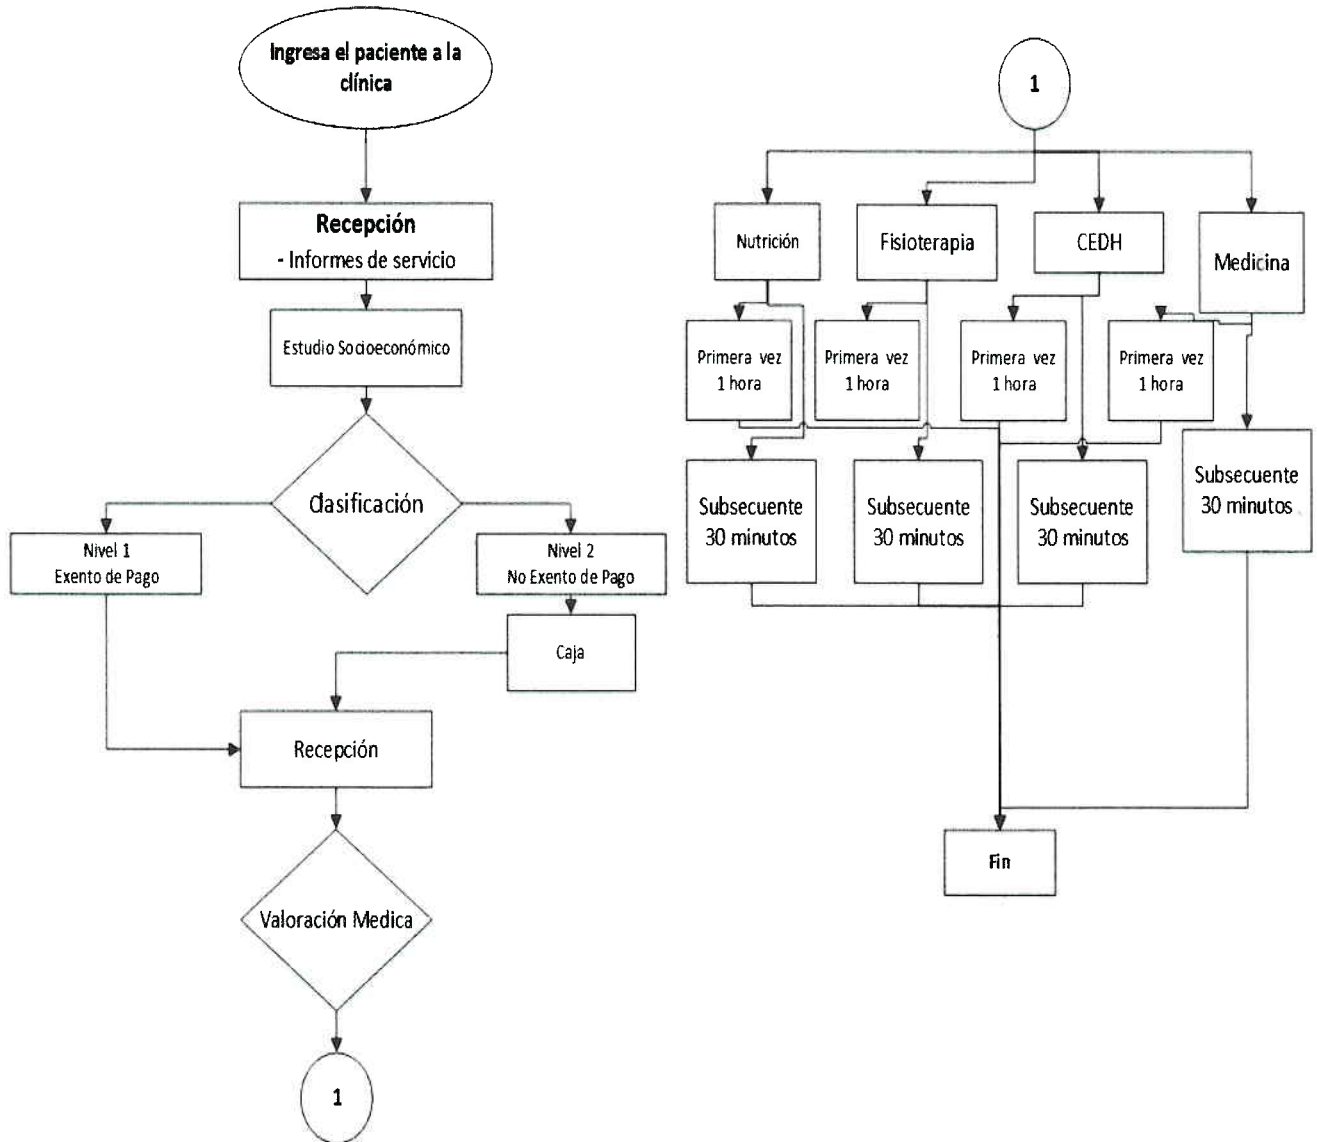 Ingresa el paciente a la
clínica
Recepción
- Informes de servicio
Estudio Socioeconómico
Clasificación
Nivel 1
Exento de Pago
Nivel 2
No Exento de Pago
Caja
Recepción
Valoración Medica
1
1
Nutrición
Fisioterapia
CEDH
Medicina
Primera vez
1 hora
Primera vez
1 hora
Primera vez
1 hora
Primera vez
1 hora
Subsecuente
30 minutos
Subsecuente
30 minutos
Subsecuente
30 minutos
Subsecuente
30 minutos
Fin